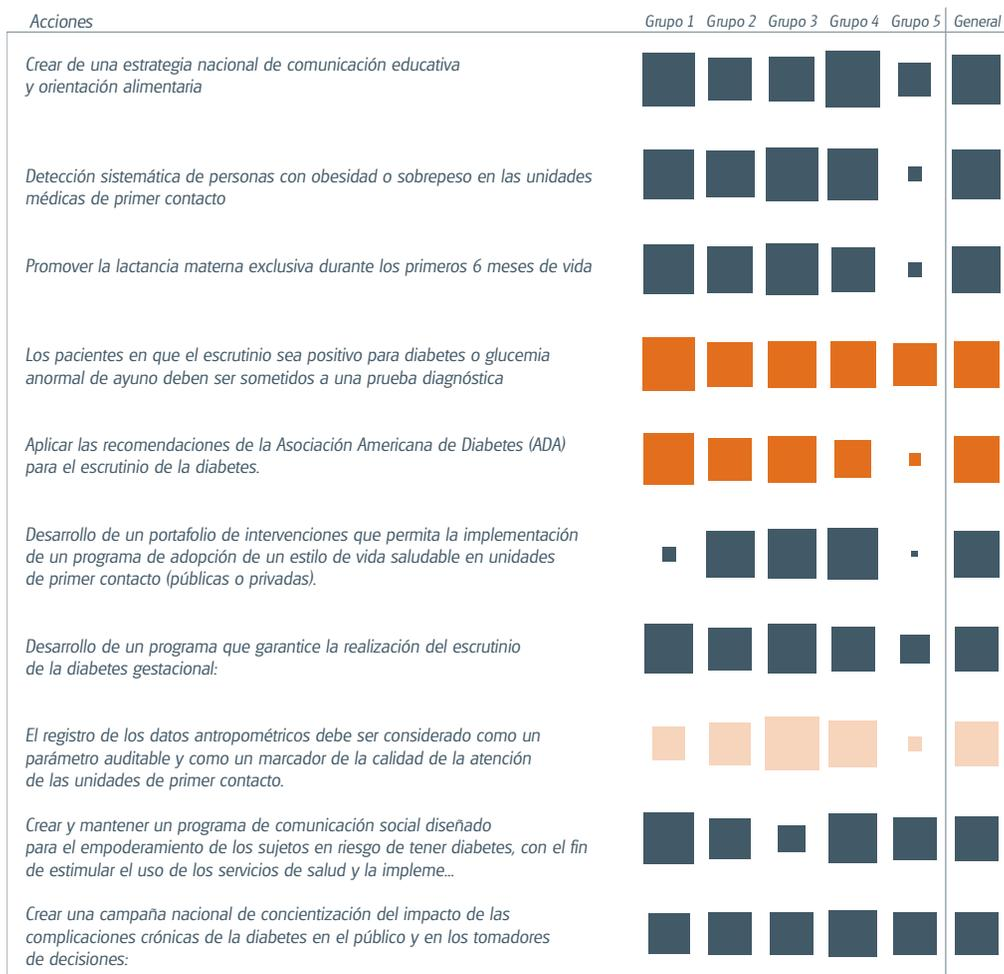 Acciones Grupo 1 Grupo 2 Grupo 3 Grupo 4 Grupo 5 General
Crear de una estrategia nacional de comunicación educativa
y orientación alimentaria
Detección sistemática de personas con obesidad o sobrepeso en las unidades
médicas de primer contacto
Promover la lactancia materna exclusiva durante los primeros 6 meses de vida
Los pacientes en que el escrutinio sea positivo para diabetes o glucemia
anormal de ayuno deben ser sometidos a una prueba diagnóstica
Aplicar las recomendaciones de la Asociación Americana de Diabetes (ADA)
para el escrutinio de la diabetes.
Desarrollo de un portafolio de intervenciones que permita la implementación
de un programa de adopción de un estilo de vida saludable en unidades
de primer contacto (públicas o privadas).
Desarrollo de un programa que garantice la realización del escrutinio
de la diabetes gestacional:
El registro de los datos antropométricos debe ser considerado como un
parámetro auditable y como un marcador de la calidad de la atención
de las unidades de primer contacto.
Crear y mantener un programa de comunicación social diseñado
para el empoderamiento de los sujetos en riesgo de tener diabetes, con el fin
de estimular el uso de los servicios de salud y la impleme...
Crear una campaña nacional de concientización del impacto de las
complicaciones crónicas de la diabetes en el público y en los tomadores
de decisiones: